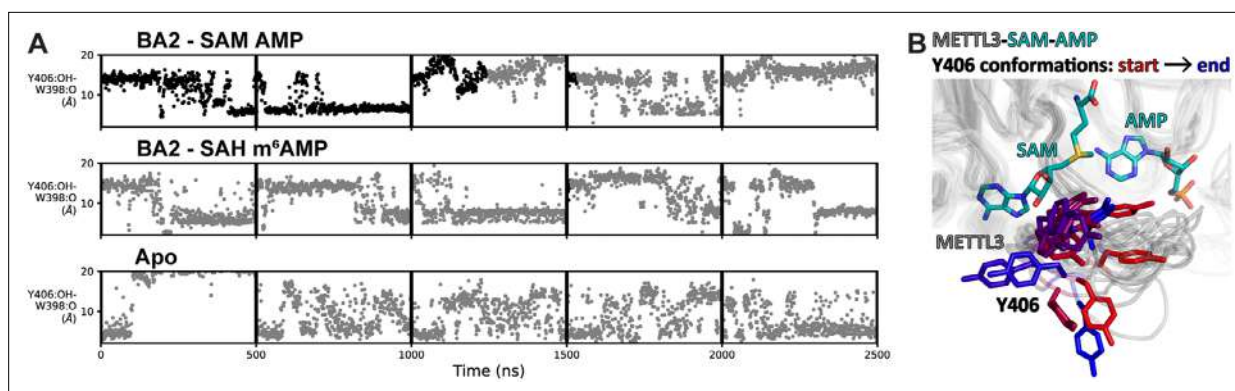 A
BA2 - SAM AMP
Y406:OH-
W398:O
(Å)
20
10
BA2 - SAH m⁶AMP
Y406:OH-
W398:O
(Å)
20
10
Apo
Y406:OH-
W398:O
(Å)
20
10
0 500 1000 1500 2000 2500
Time (ns)
B
METTL3-SAM-AMP
Y406 conformations: start → end
AMP
SAM
METTL3
Y406